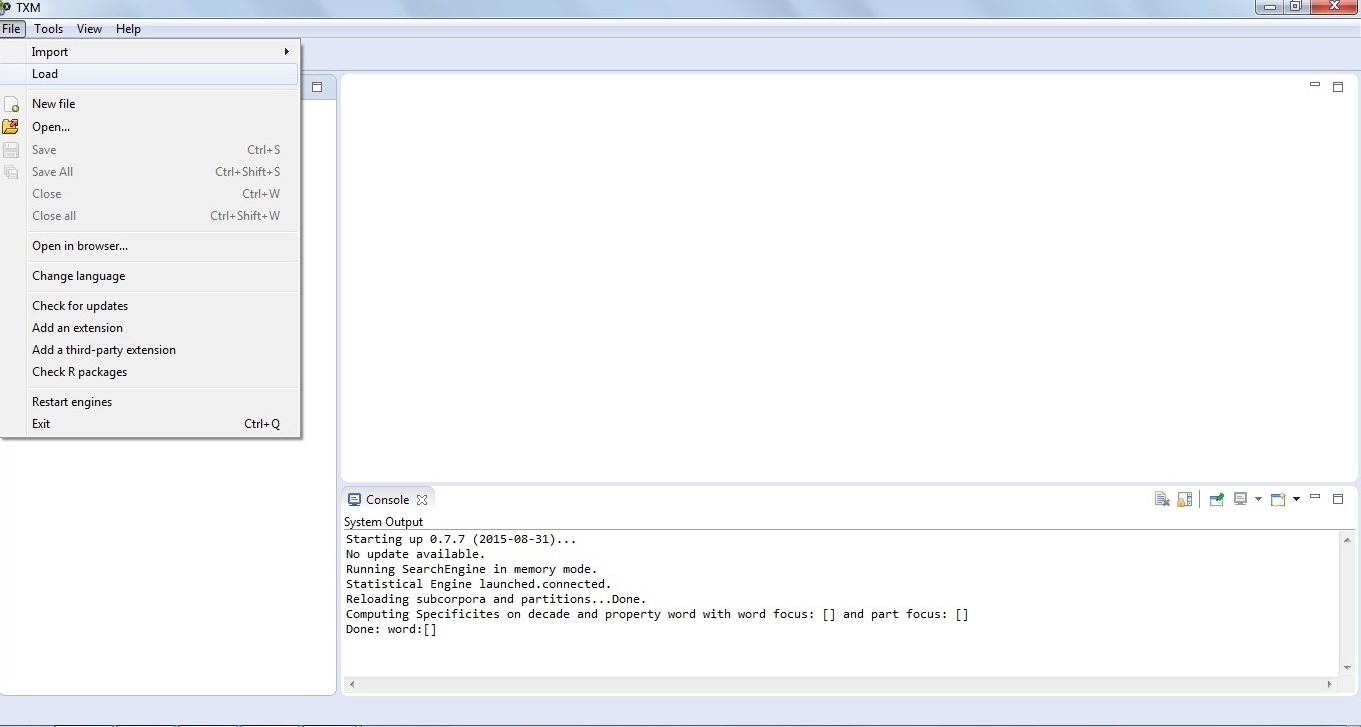 TXM
File Tools View Help
Import
Load
New file
Open...
Save Ctrl+S
Save All Ctrl+Shift+S
Close Ctrl+W
Close all Ctrl+Shift+W
Open in browser...
Change language
Check for updates
Add an extension
Add a third-party extension
Check R packages
Restart engines
Exit Ctrl+Q
Console
System Output
Starting up 0.7.7 (2015-08-31)...
No update available.
Running SearchEngine in memory mode.
Statistical Engine launched.connected.
Reloading subcorpora and partitions...Done.
Computing Specificites on decade and property word with word focus: [] and part focus: []
Done: word:[]